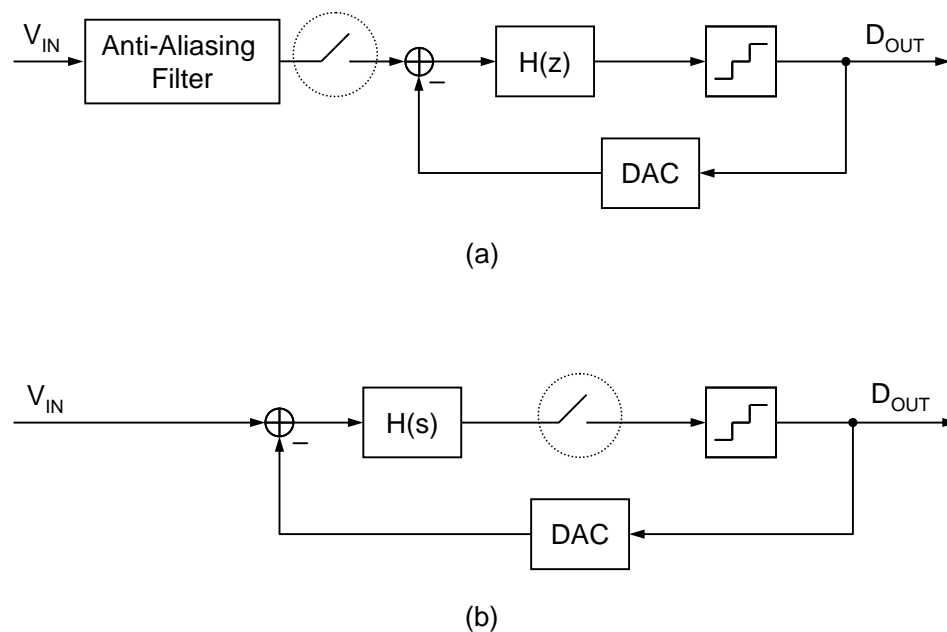 V_IN
Anti-Aliasing
Filter
H(z)
D_OUT
DAC
(a)
V_IN
H(s)
D_OUT
DAC
(b)